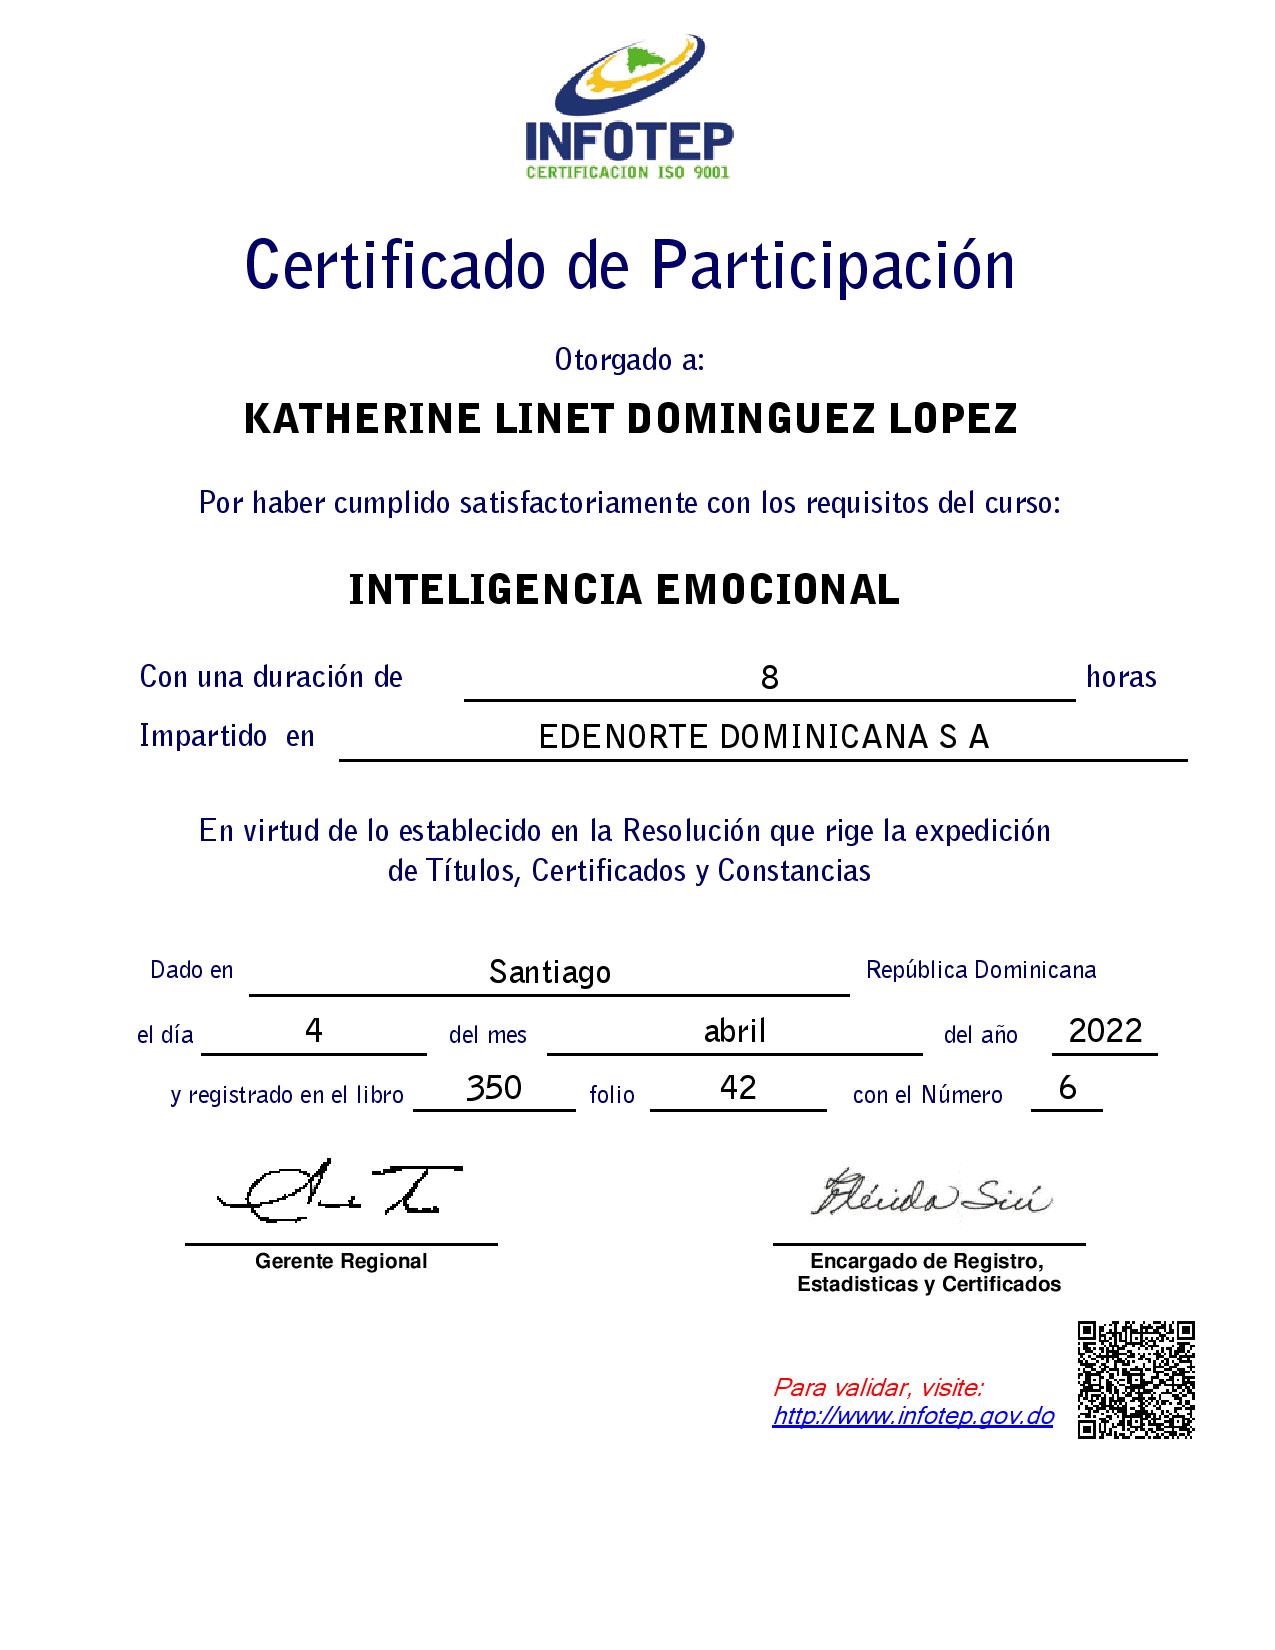 INFOTEP
CERTIFICACION ISO 9001
Certificado de Participación
Otorgado a:
KATHERINE LINET DOMINGUEZ LOPEZ
Por haber cumplido satisfactoriamente con los requisitos del curso:
INTELIGENCIA EMOCIONAL
Con una duración de 8 horas
Impartido en EDENORTE DOMINICANA S A
En virtud de lo establecido en la Resolución que rige la expedición
de Títulos, Certificados y Constancias
Dado en Santiago República Dominicana
el día 4 del mes abril del año 2022
y registrado en el libro 350 folio 42 con el Número 6
Flérida Sirí
Gerente Regional Encargado de Registro,
Estadisticas y Certificados
Para validar, visite:
http://www.infotep.gov.do